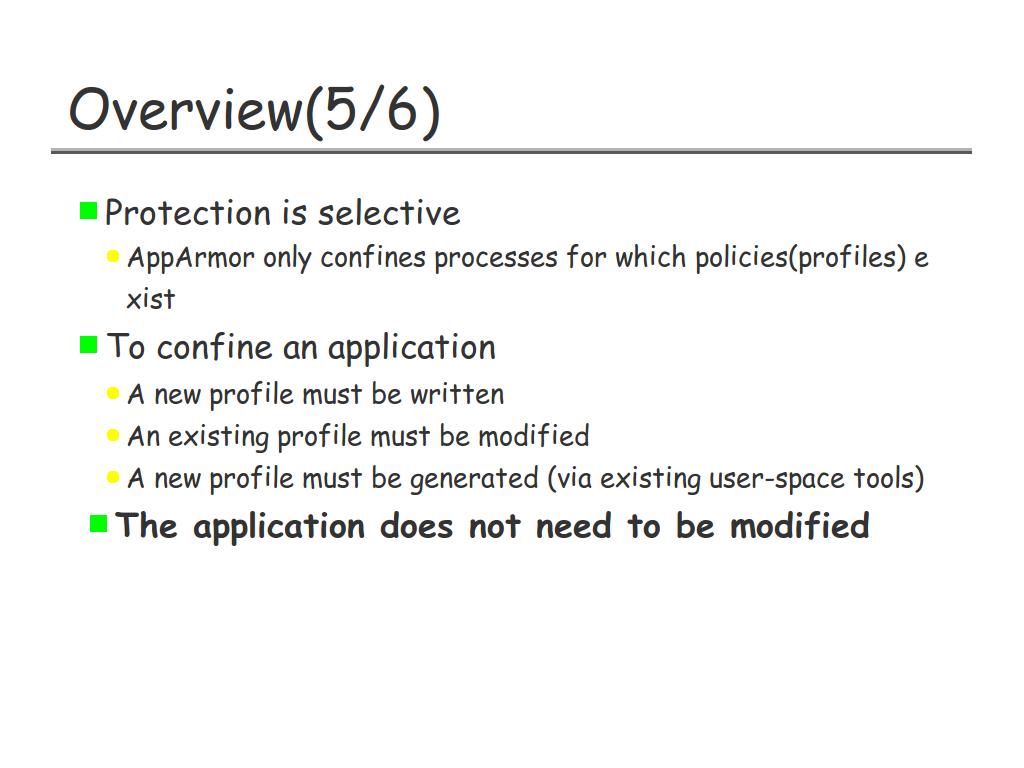 Overview(5/6)
Protection is selective
AppArmor only confines processes for which policies(profiles) e
xist
To confine an application
A new profile must be written
An existing profile must be modified
A new profile must be generated (via existing user-space tools)
The application does not need to be modified